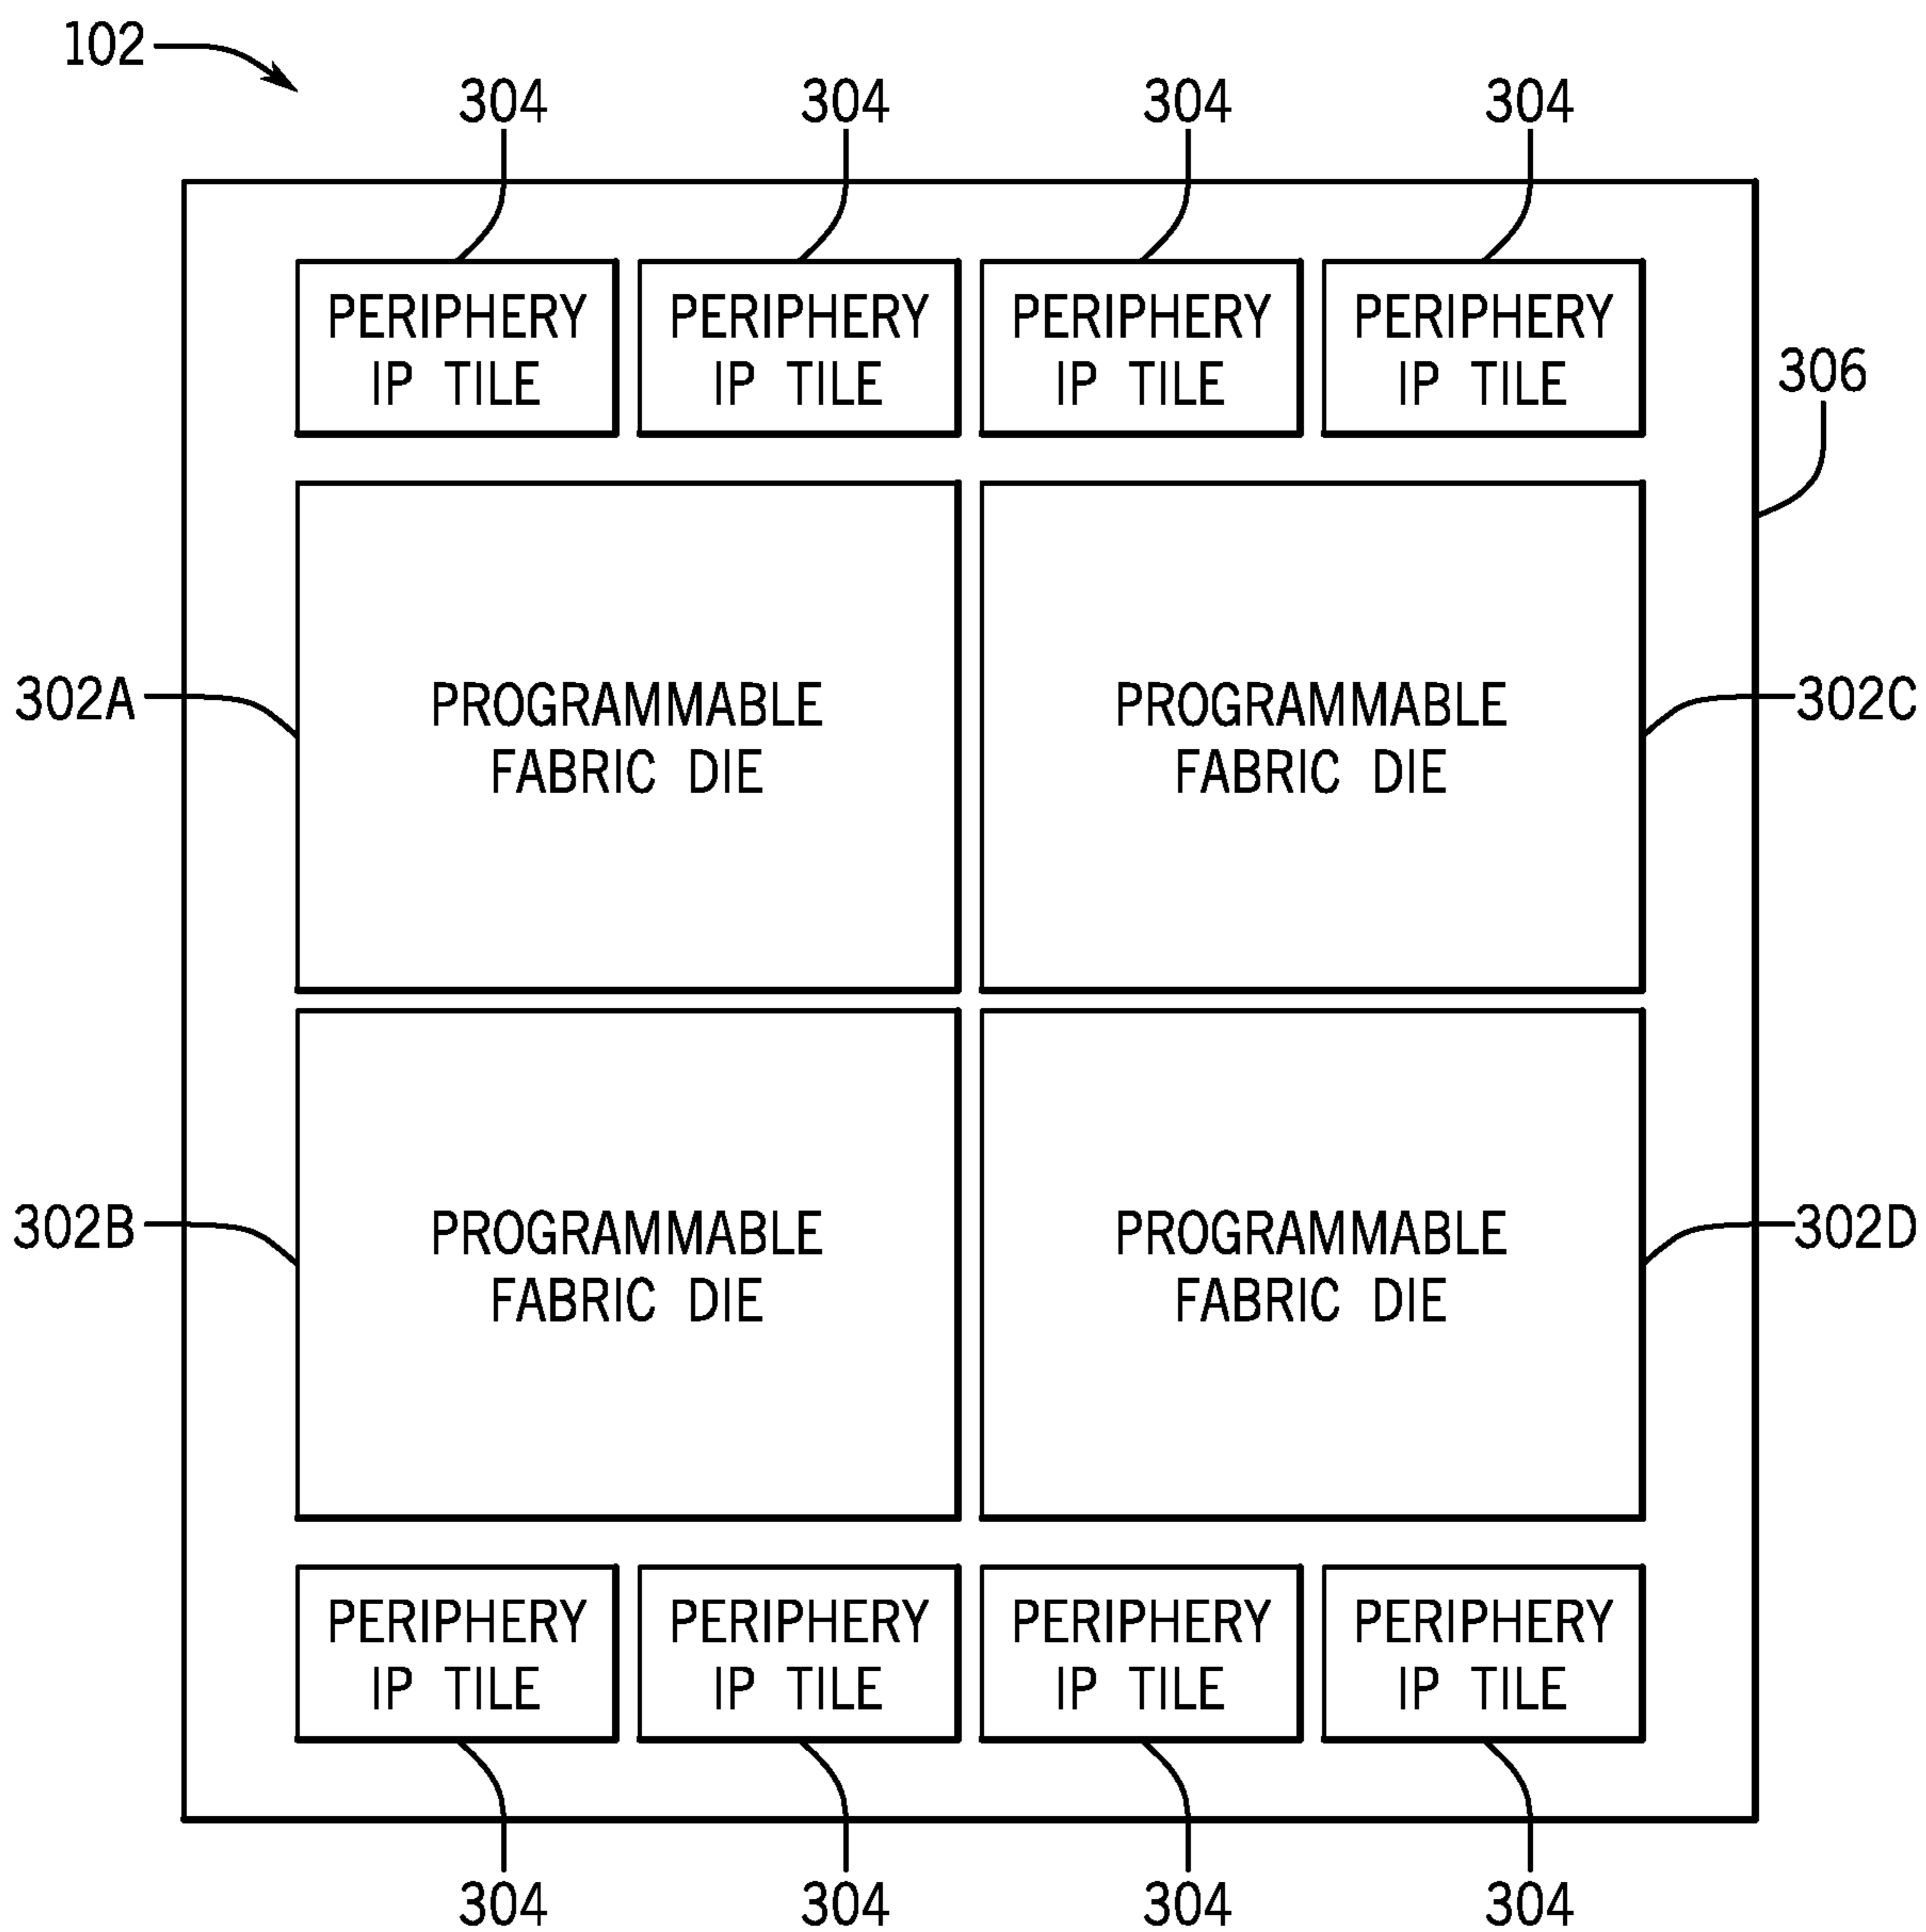 102
304 304 304 304
PERIPHERY IP TILE
PERIPHERY IP TILE
PERIPHERY IP TILE
PERIPHERY IP TILE
306
302A
PROGRAMMABLE
FABRIC DIE
PROGRAMMABLE
FABRIC DIE
302C
302B
PROGRAMMABLE
FABRIC DIE
PROGRAMMABLE
FABRIC DIE
302D
PERIPHERY
IP TILE
PERIPHERY
IP TILE
PERIPHERY
IP TILE
PERIPHERY
IP TILE
304 304 304 304